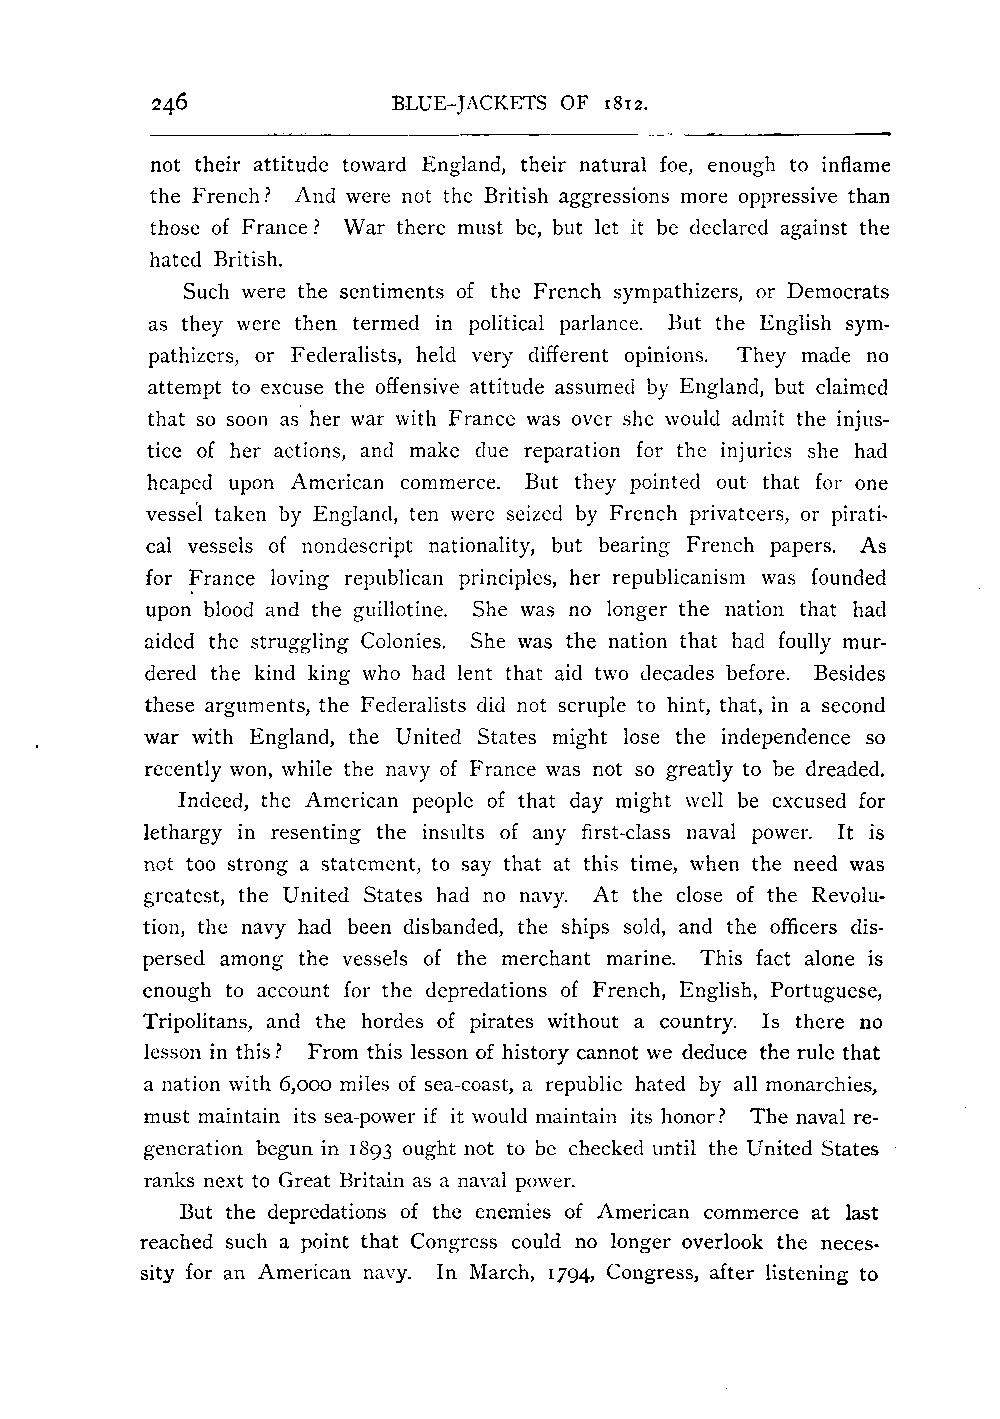 246 BLUE-JACKETS OF 1812.
not their attitude toward England, their natural foe, enough to inflame
the French? And were not the British aggressions more oppressive than
those of France? War there must be, but let it be declared against the
hated British.
Such were the sentiments of the French sympathizers, or Democrats
as they were then termed in political parlance. But the English sym-
pathizers, or Federalists, held very different opinions. They made no
attempt to excuse the offensive attitude assumed by England, but claimed
that so soon as her war with France was over she would admit the injus-
tice of her actions, and make due reparation for the injuries she had
heaped upon American commerce. But they pointed out that for one
vessel taken by England, ten were seized by French privateers, or pirati-
cal vessels of nondescript nationality, but bearing French papers. As
for France loving republican principles, her republicanism was founded
upon blood and the guillotine. She was no longer the nation that had
aided the struggling Colonies. She was the nation that had foully mur-
dered the kind king who had lent that aid two decades before. Besides
these arguments, the Federalists did not scruple to hint, that, in a second
war with England, the United States might lose the independence so
recently won, while the navy of France was not so greatly to be dreaded.
Indeed, the American people of that day might well be excused for
lethargy in resenting the insults of any first-class naval power. It is
not too strong a statement, to say that at this time, when the need was
greatest, the United States had no navy. At the close of the Revolu-
tion, the navy had been disbanded, the ships sold, and the officers dis-
persed among the vessels of the merchant marine. This fact alone is
enough to account for the depredations of French, English, Portuguese,
Tripolitans, and the hordes of pirates without a country. Is there no
lesson in this? From this lesson of history cannot we deduce the rule that
a nation with 6,000 miles of sea-coast, a republic hated by all monarchies,
must maintain its sea-power if it would maintain its honor? The naval re-
generation begun in 1893 ought not to be checked until the United States
ranks next to Great Britain as a naval power.
But the depredations of the enemies of American commerce at last
reached such a point that Congress could no longer overlook the neces-
sity for an American navy. In March, 1794, Congress, after listening to